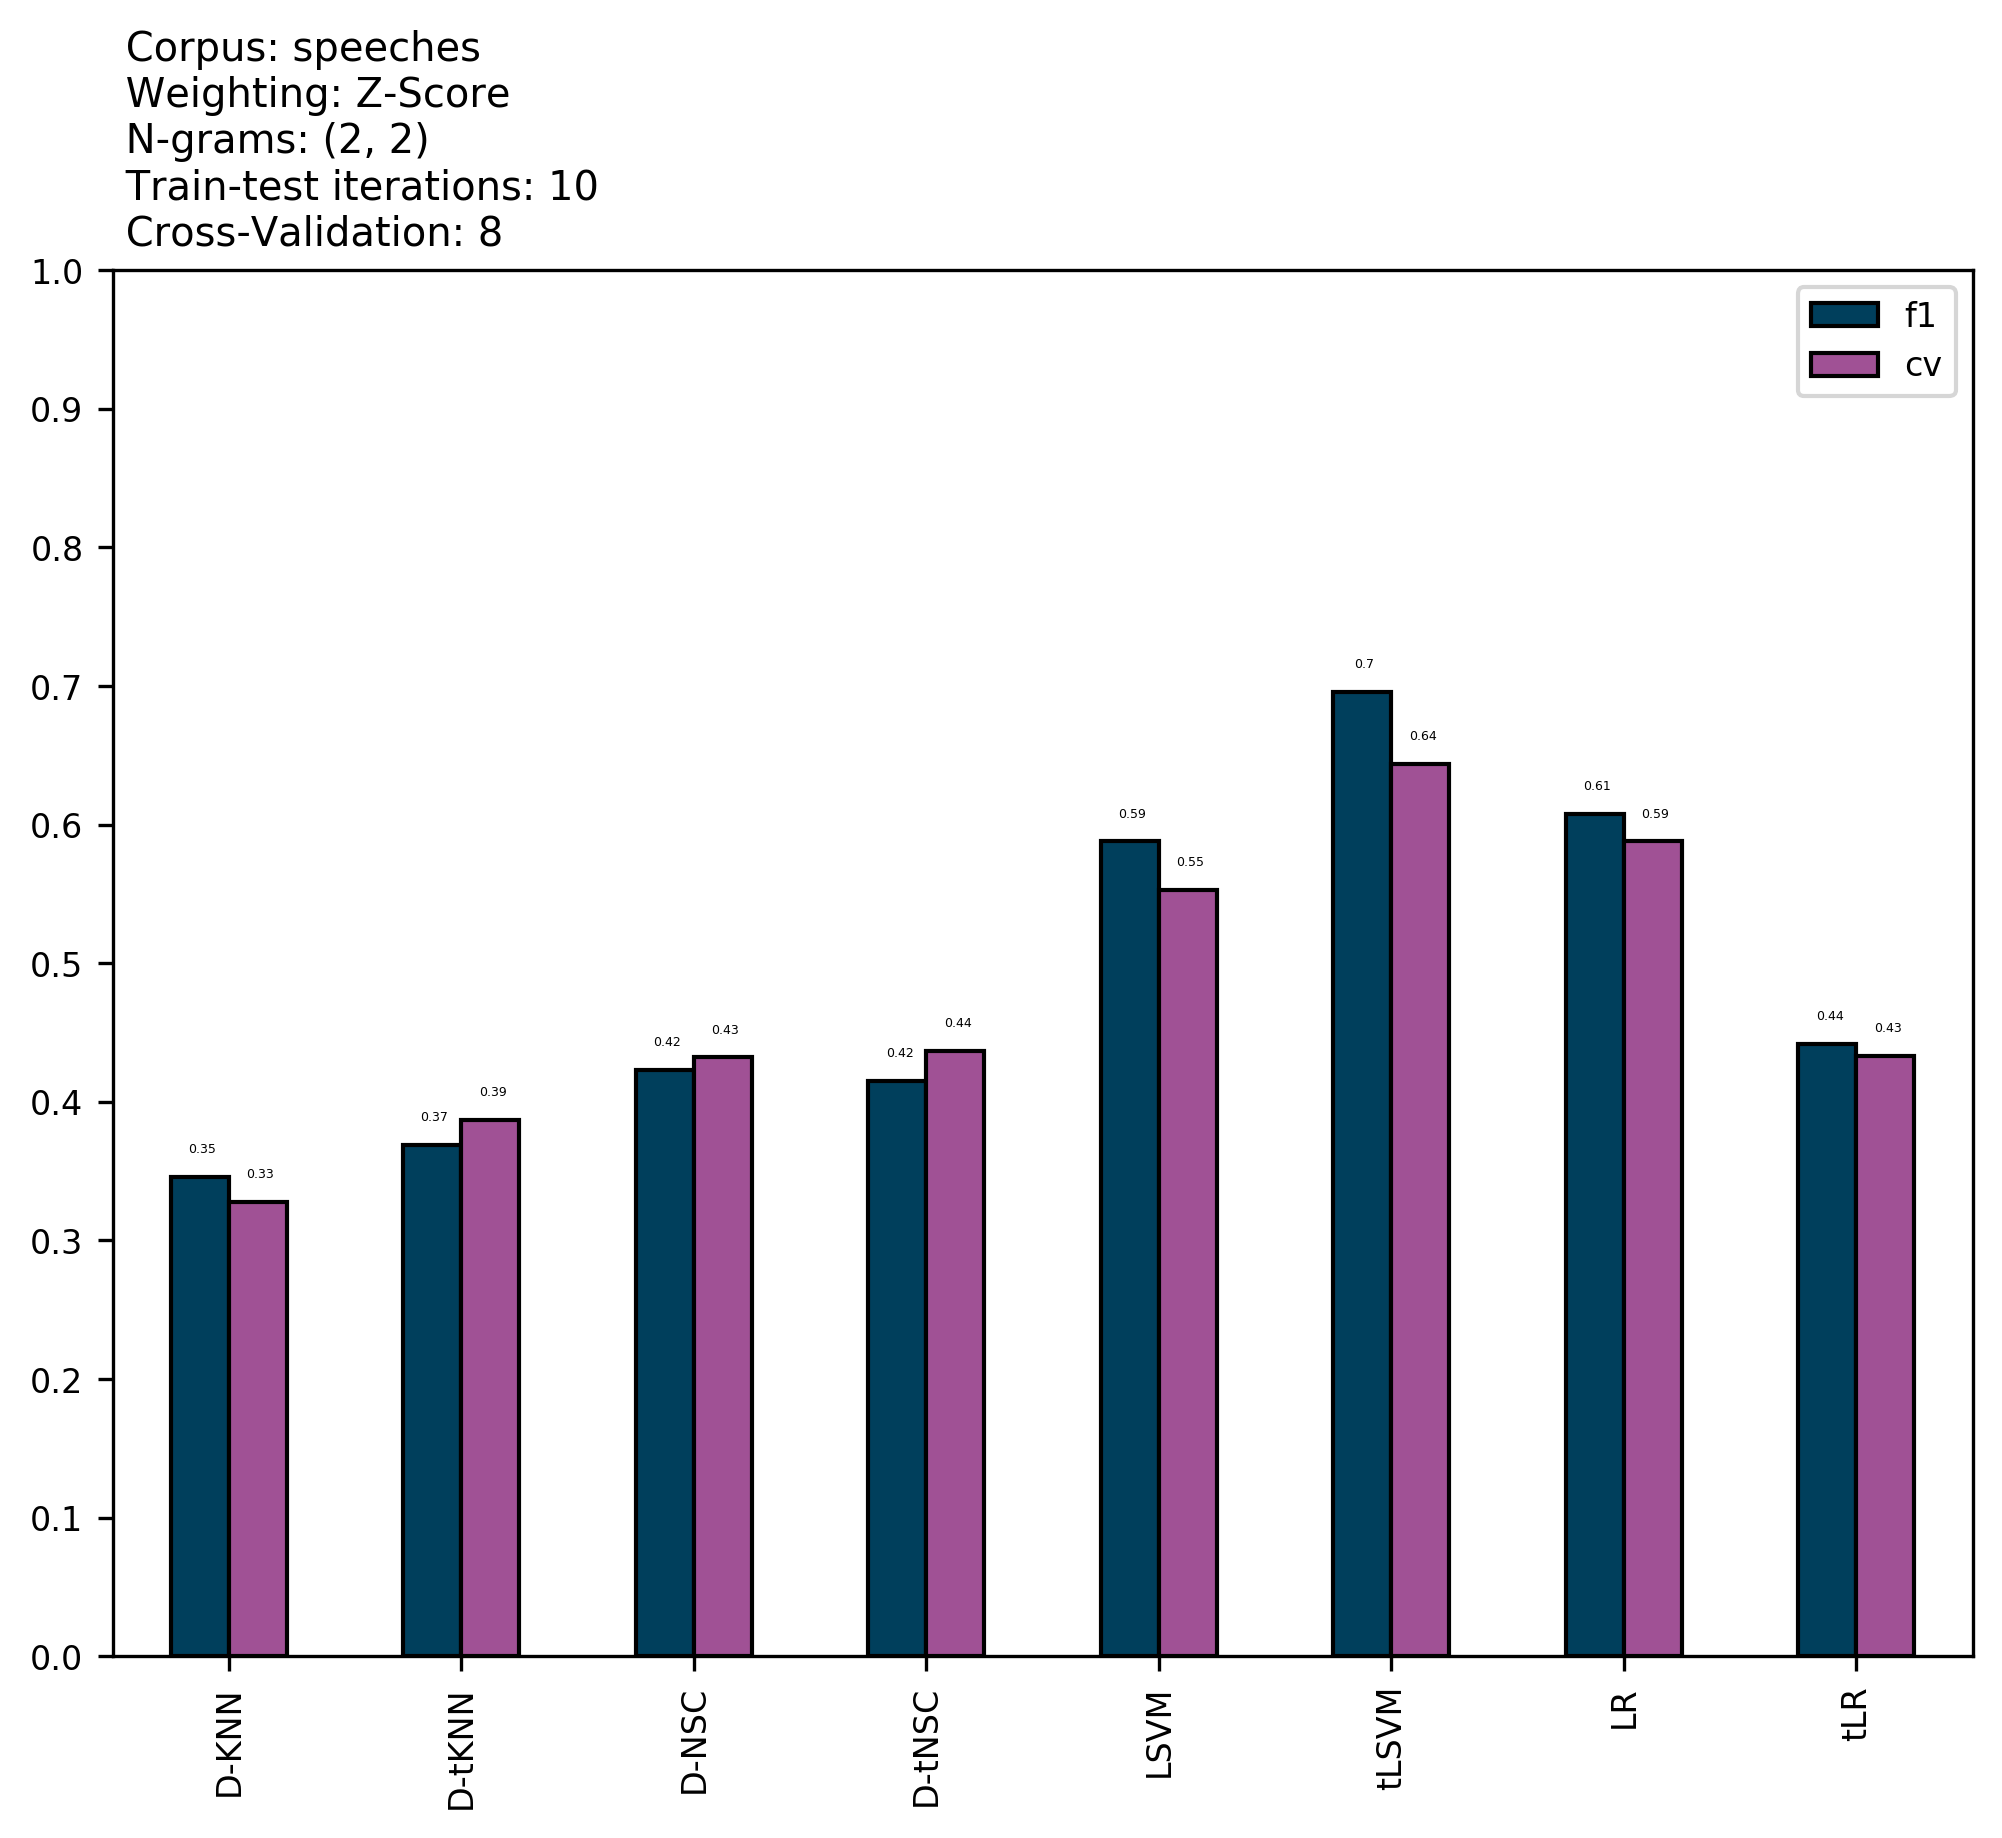 Corpus: speeches
Weighting: Z-Score
N-grams: (2, 2)
Train-test iterations: 10
Cross-Validation: 8
1.0
0.9
0.8
0.7
0.6
0.5
0.4
0.3
0.2
0.1
0.0
f1
cv
0.35
0.33
0.37
0.39
0.42
0.43
0.42
0.44
0.59
0.55
0.7
0.64
0.61
0.59
0.44
0.43
D-KNN
D-tKNN
D-NSC
D-tNSC
LSVM
tLSVM
LR
tLR